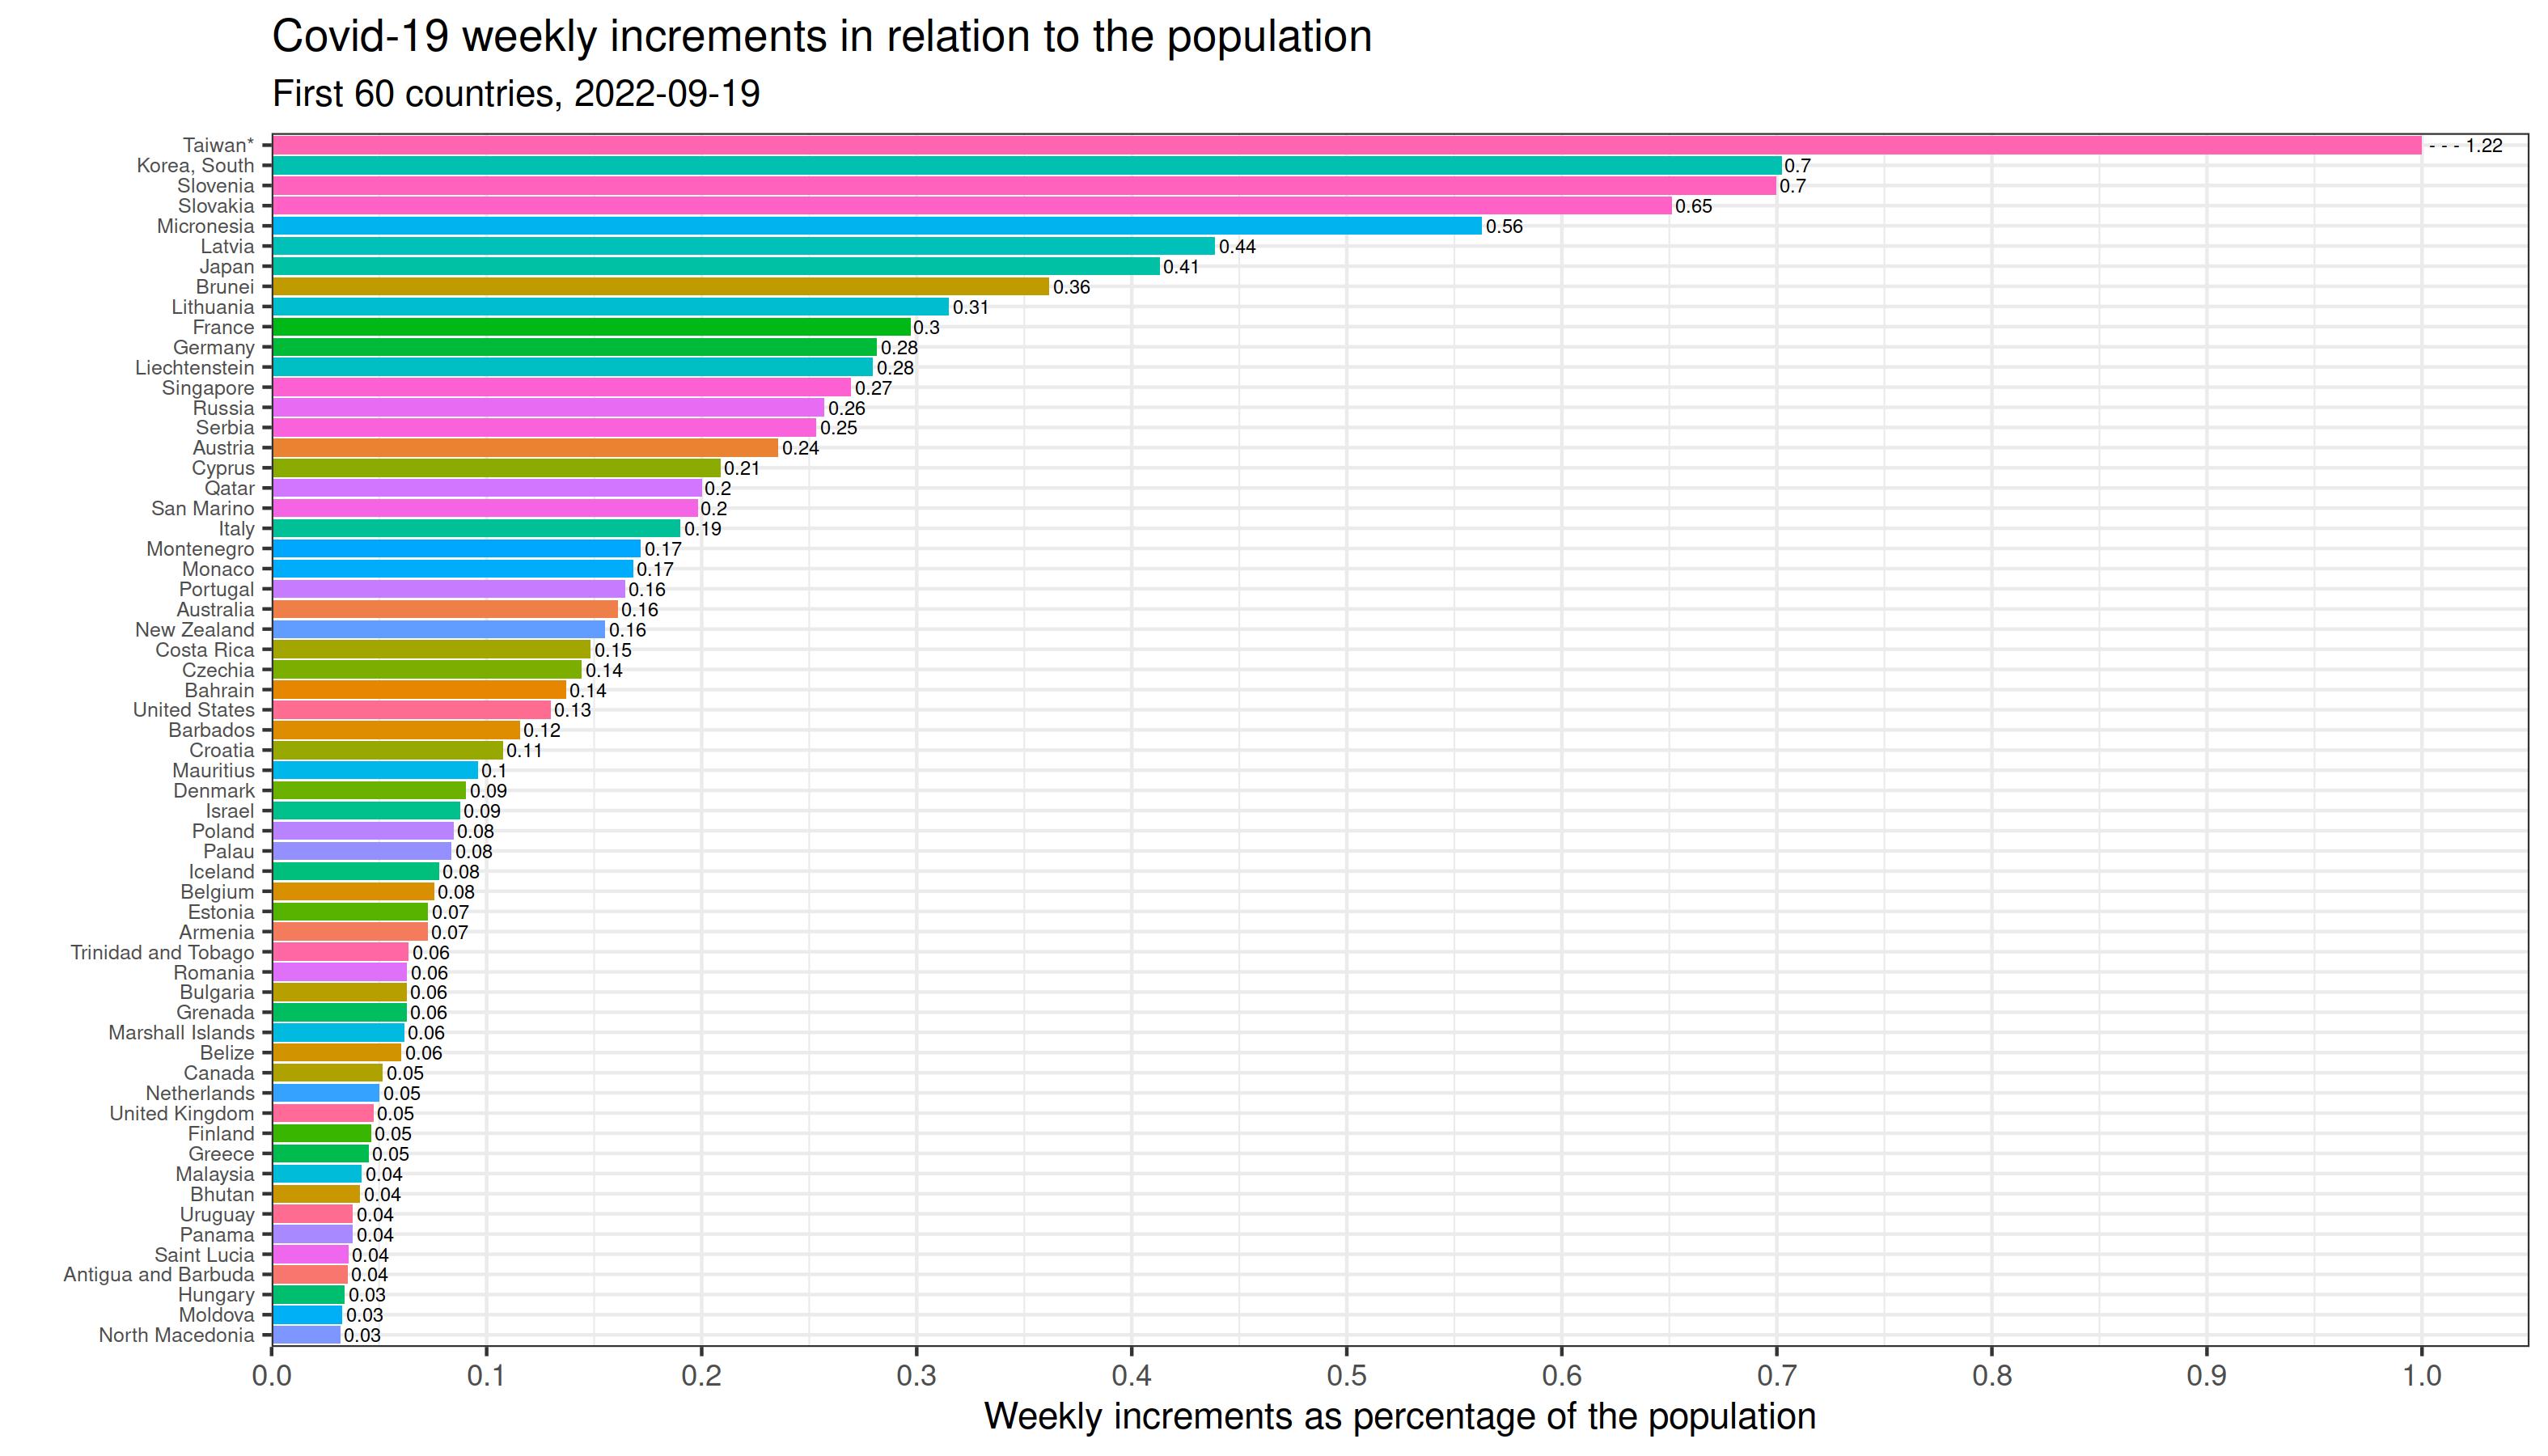 Covid-19 weekly increments in relation to the population
First 60 countries, 2022-09-19
Taiwan* - - - 1.22
Korea, South 0.7
Slovenia 0.7
Slovakia 0.65
Micronesia 0.56
Latvia 0.44
Japan 0.41
Brunei 0.36
Lithuania 0.31
France 0.3
Germany 0.28
Liechtenstein 0.28
Singapore 0.27
Russia 0.26
Serbia 0.25
Austria 0.24
Cyprus 0.21
Qatar 0.2
San Marino 0.2
Italy 0.19
Montenegro 0.17
Monaco 0.17
Portugal 0.16
Australia 0.16
New Zealand 0.16
Costa Rica 0.15
Czechia 0.14
Bahrain 0.14
United States 0.13
Barbados 0.12
Croatia 0.11
Mauritius 0.1
Denmark 0.09
Israel 0.09
Poland 0.08
Palau 0.08
Iceland 0.08
Belgium 0.08
Estonia 0.07
Armenia 0.07
Trinidad and Tobago 0.06
Romania 0.06
Bulgaria 0.06
Grenada 0.06
Marshall Islands 0.06
Belize 0.06
Canada 0.05
Netherlands 0.05
United Kingdom 0.05
Finland 0.05
Greece 0.05
Malaysia 0.04
Bhutan 0.04
Uruguay 0.04
Panama 0.04
Saint Lucia 0.04
Antigua and Barbuda 0.04
Hungary 0.03
Moldova 0.03
North Macedonia 0.03
0.0 0.1 0.2 0.3 0.4 0.5 0.6 0.7 0.8 0.9 1.0
Weekly increments as percentage of the population